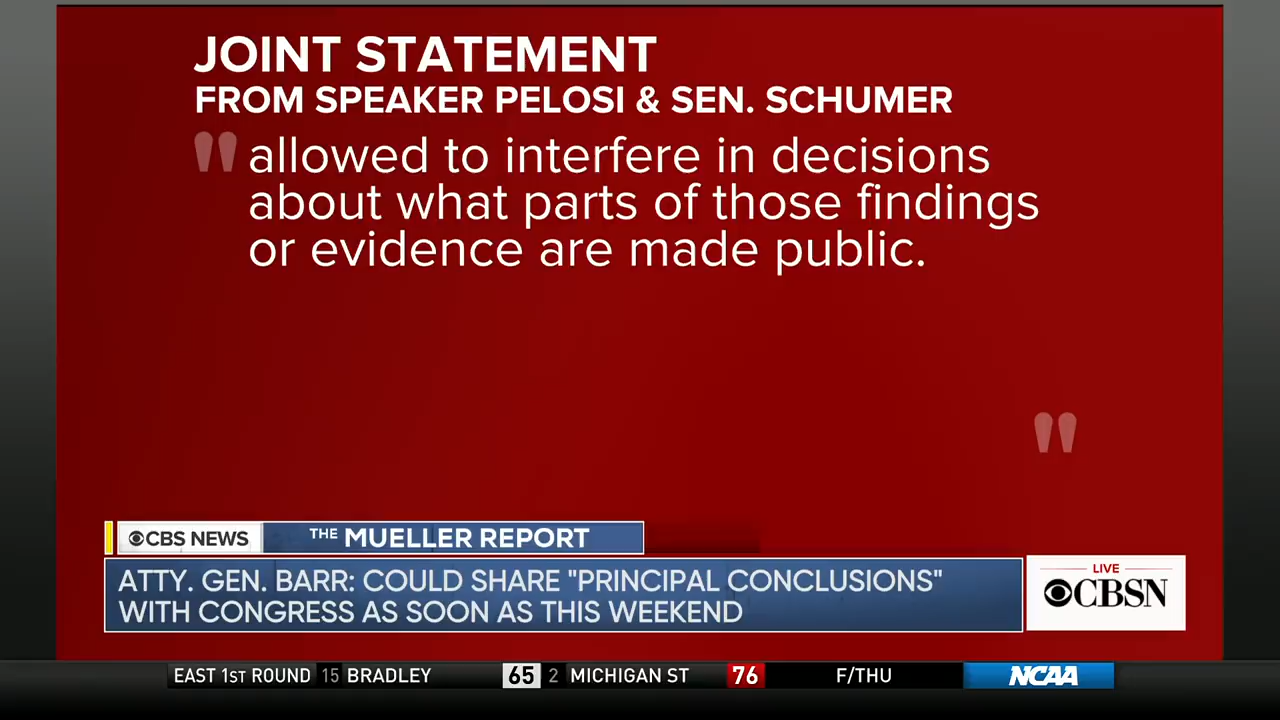 JOINT STATEMENT
FROM SPEAKER PELOSI & SEN. SCHUMER
" allowed to interfere in decisions
about what parts of those findings
or evidence are made public.
"
CBS NEWS THE MUELLER REPORT
ATTY. GEN. BARR: COULD SHARE "PRINCIPAL CONCLUSIONS"
WITH CONGRESS AS SOON AS THIS WEEKEND
LIVE
CBSN
EAST 1ST ROUND 15 BRADLEY 65 2 MICHIGAN ST 76 F/THU NCAA